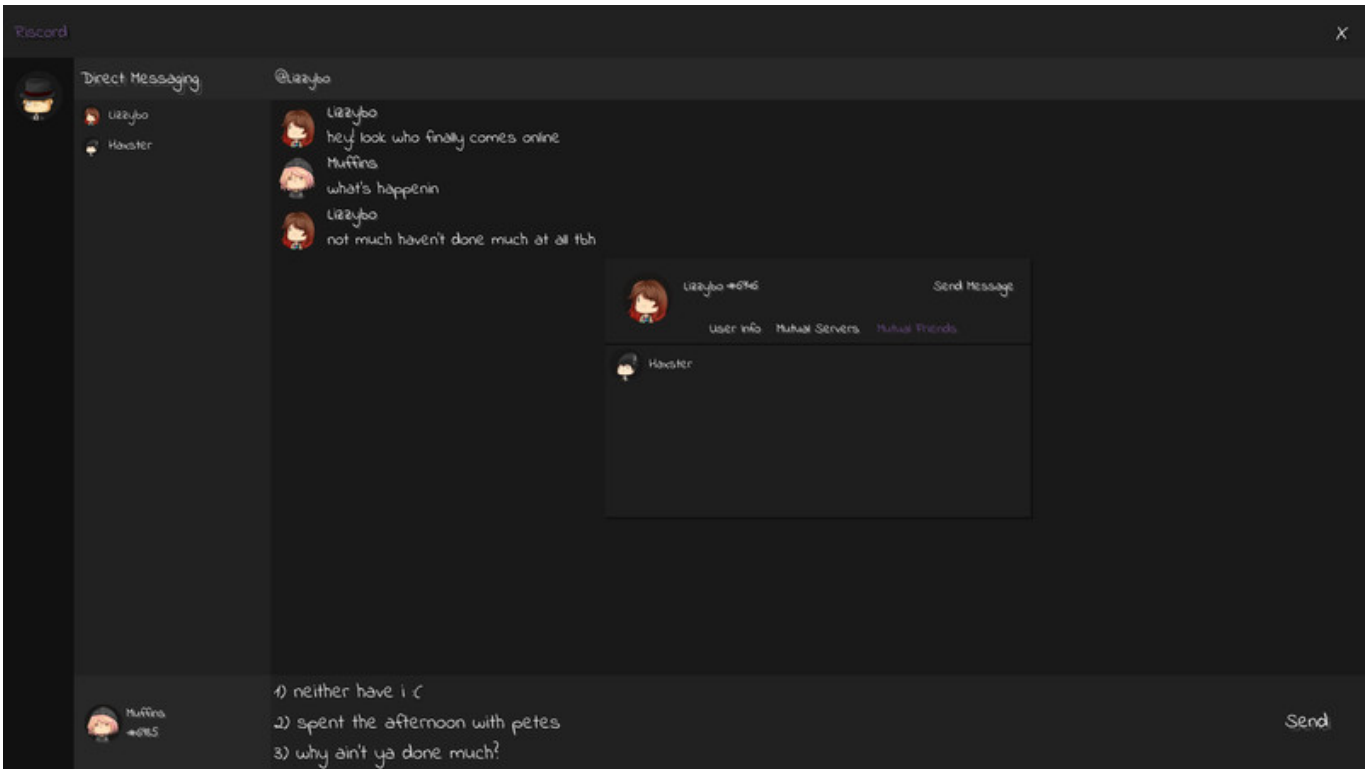 Riscord
X
Direct Messaging
@Lizzybo
Lizzybo
Haxster
Lizzybo
hey! look who finally comes online
Muffins
what's happenin
Lizzybo
not much haven't done much at all tbh
Lizzybo
Send Message
User Info Mutual Servers Mutual Friends
Haxster
Muffins
1) neither have i :(
2) spent the afternoon with petes
3) why ain't ya done much?
Send